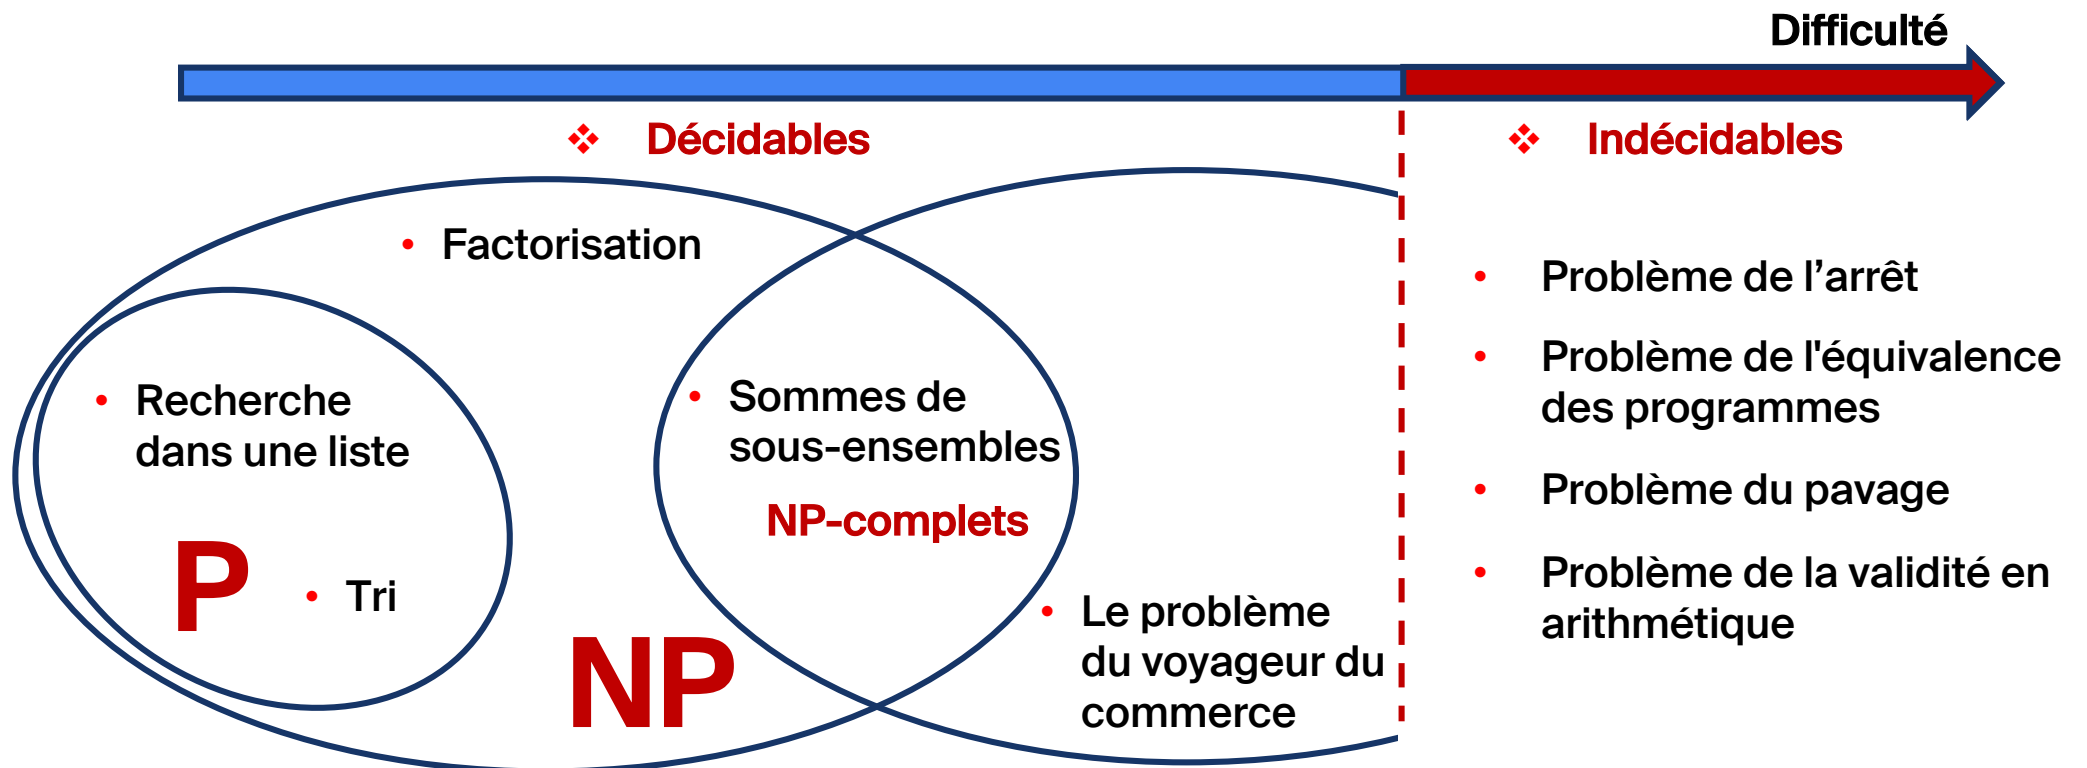 Difficulté
❖ Décidables
❖ Indécidables
• Factorisation
• Recherche
dans une liste
P
• Tri
NP
• Sommes de
sous-ensembles
NP-complets
• Le problème
du voyageur du
commerce
• Problème de l’arrêt
• Problème de l'équivalence
des programmes
• Problème du pavage
• Problème de la validité en
arithmétique